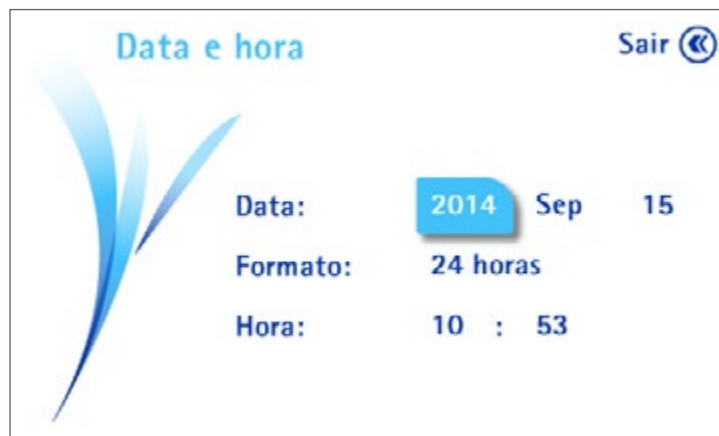 Data e hora
Sair
Data: 2014 Sep 15
Formato: 24 horas
Hora: 10 : 53